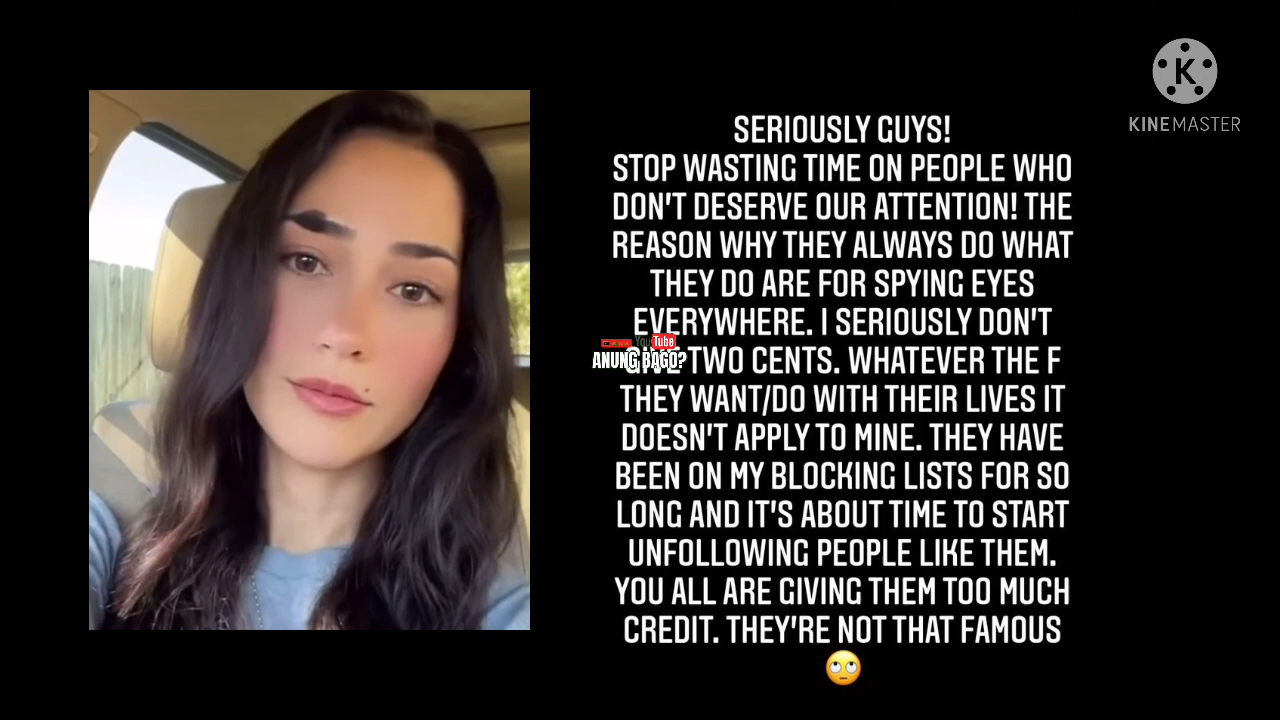 KINEMASTER
SERIOUSLY GUYS!
STOP WASTING TIME ON PEOPLE WHO
DON'T DESERVE OUR ATTENTION! THE
REASON WHY THEY ALWAYS DO WHAT
THEY DO ARE FOR SPYING EYES
EVERYWHERE. I SERIOUSLY DON'T
YouTube
ANUNG BAGO?
GIVE TWO CENTS. WHATEVER THE F
THEY WANT/DO WITH THEIR LIVES IT
DOESN'T APPLY TO MINE. THEY HAVE
BEEN ON MY BLOCKING LISTS FOR SO
LONG AND IT'S ABOUT TIME TO START
UNFOLLOWING PEOPLE LIKE THEM.
YOU ALL ARE GIVING THEM TOO MUCH
CREDIT. THEY'RE NOT THAT FAMOUS
🙄